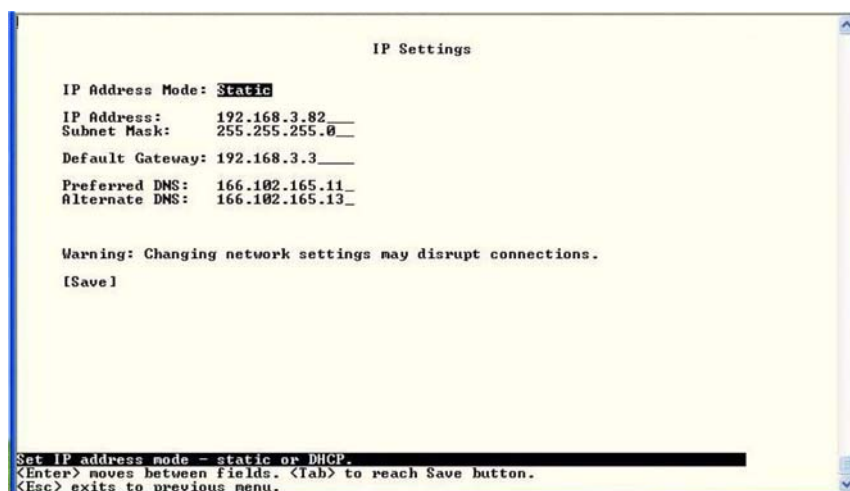 IP Settings
IP Address Mode: Static
IP Address: 192.168.3.82___
Subnet Mask: 255.255.255.0__
Default Gateway: 192.168.3.3____
Preferred DNS: 166.102.165.11_
Alternate DNS: 166.102.165.13_
Warning: Changing network settings may disrupt connections.
[Save]
Set IP address mode - static or DHCP.
<Enter> moves between fields. <Tab> to reach Save button.
<Esc> exits to previous menu.